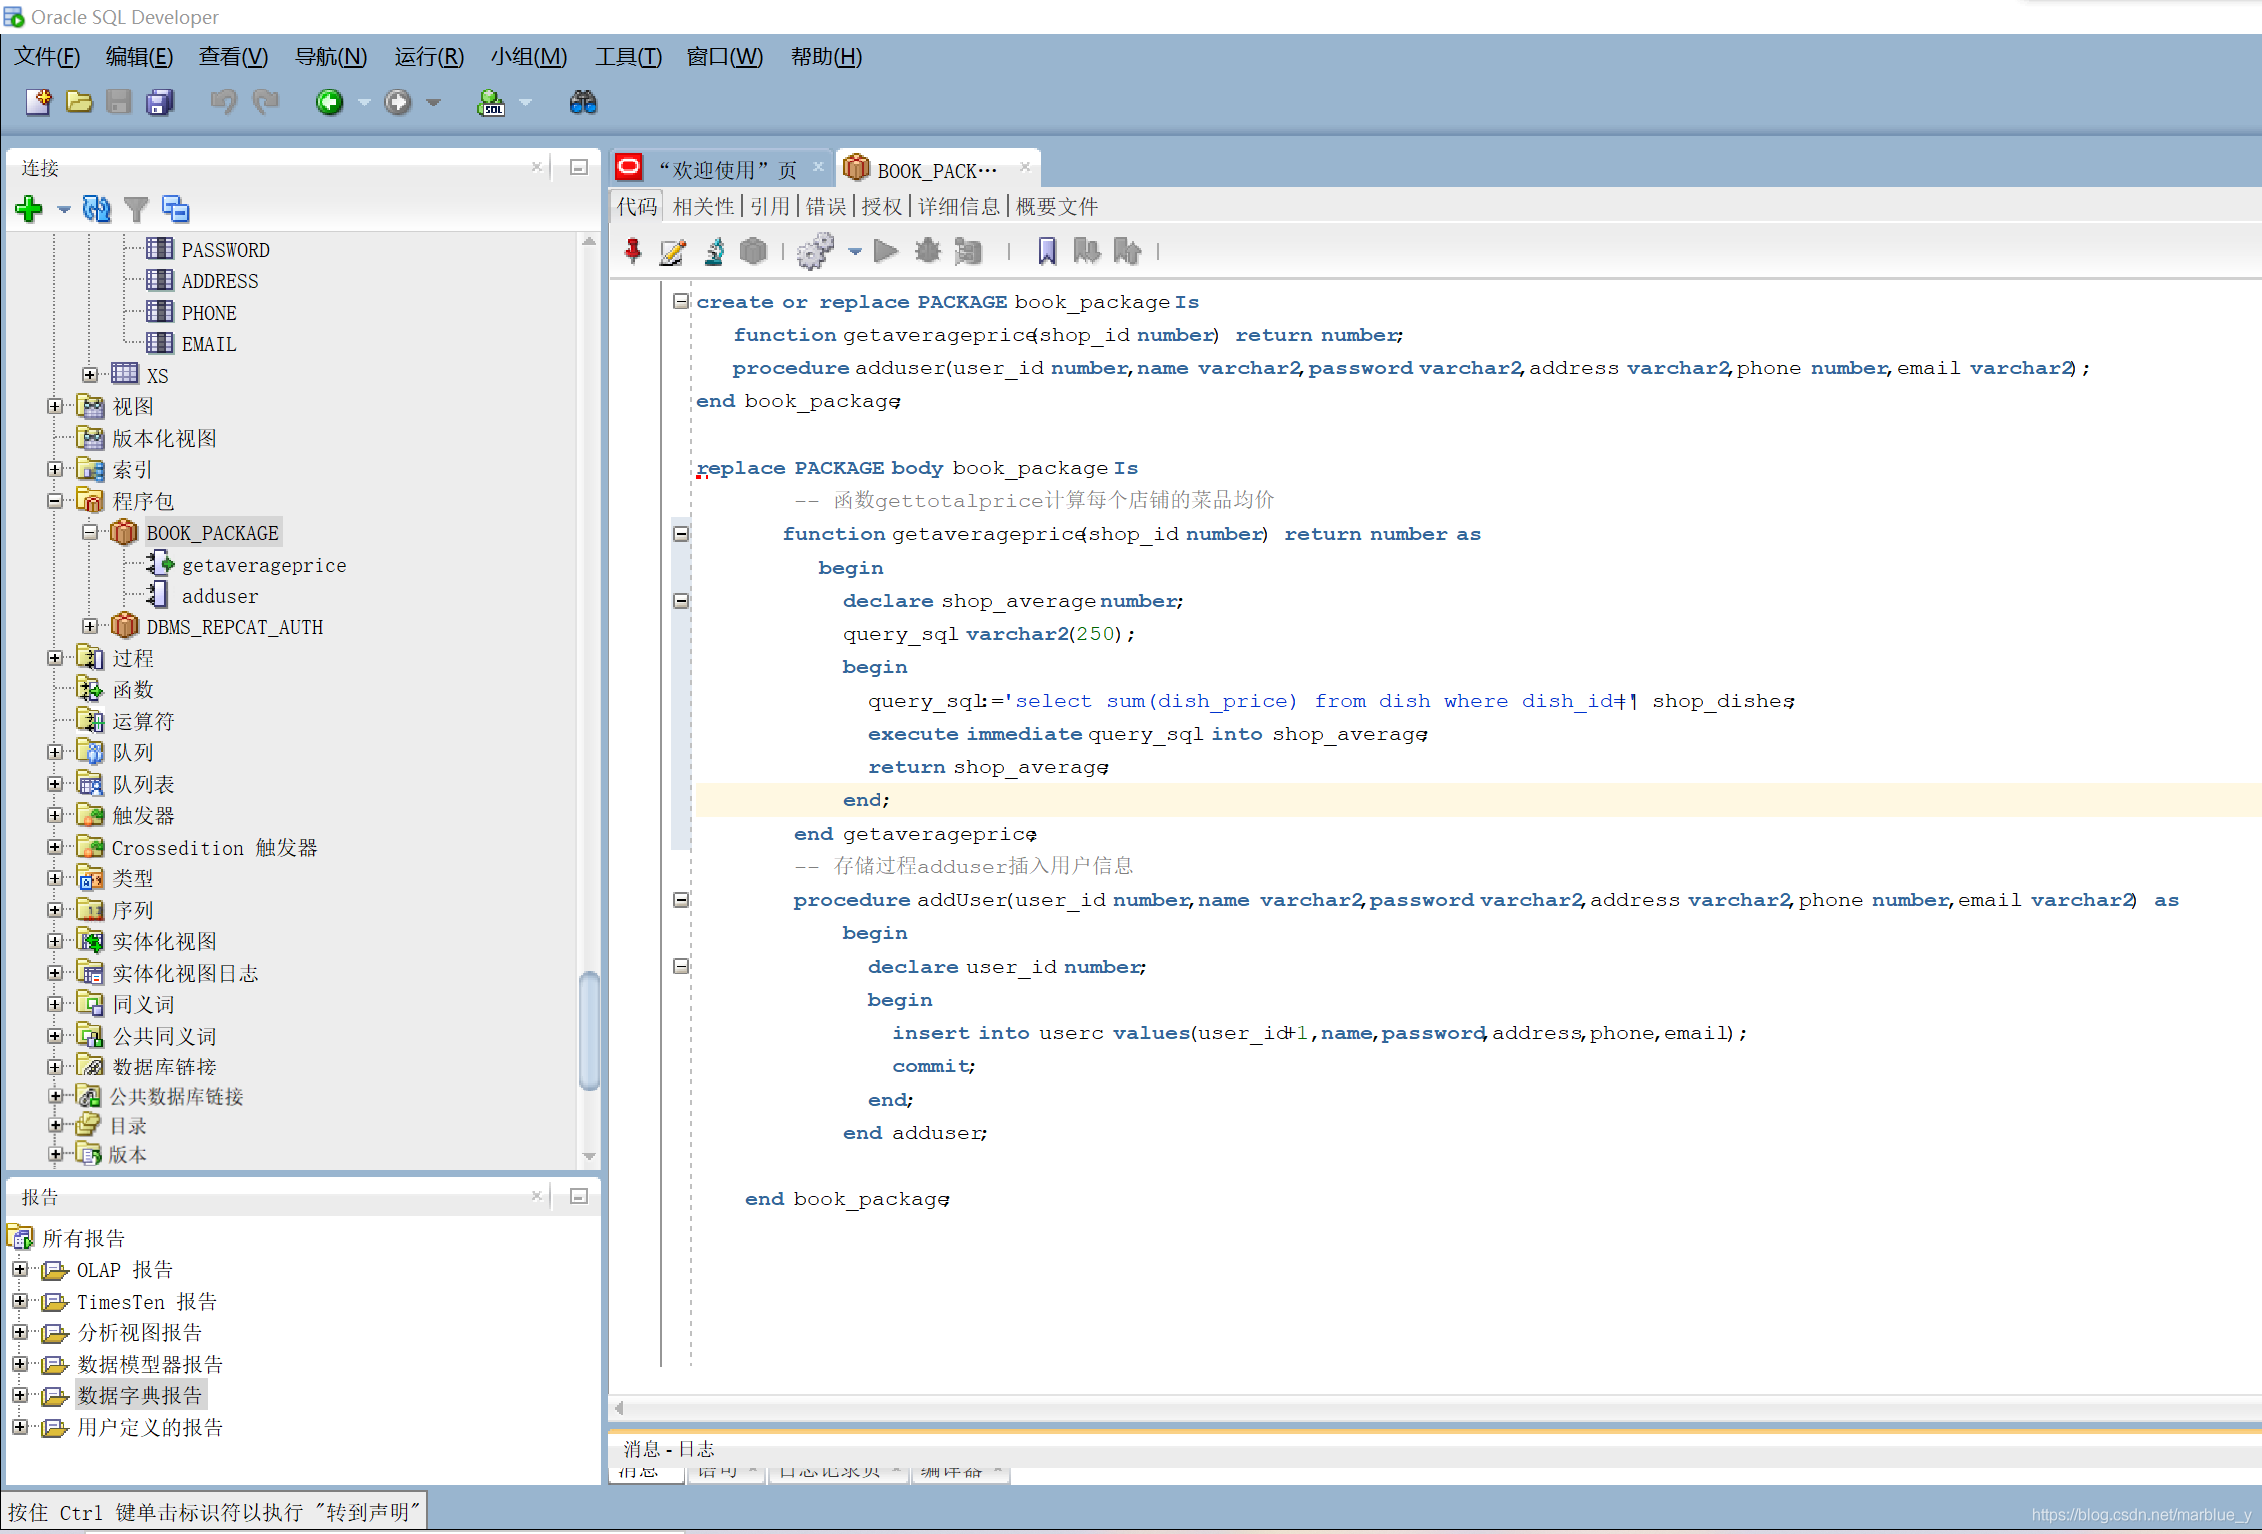 Oracle SQL Developer
文件(F) 编辑(E) 查看(V) 导航(N) 运行(R) 小组(M) 工具(T) 窗口(W) 帮助(H)
SQL
连接
PASSWORD
ADDRESS
PHONE
EMAIL
XS
视图
版本化视图
索引
程序包
BOOK_PACKAGE
getaverageprice
adduser
DBMS_REPCAT_AUTH
过程
函数
运算符
队列
队列表
触发器
Crossedition 触发器
类型
序列
实体化视图
实体化视图日志
同义词
公共同义词
数据库链接
公共数据库链接
目录
版本
报告
所有报告
OLAP 报告
TimesTen 报告
分析视图报告
数据模型器报告
数据字典报告
用户定义的报告
“欢迎使用”页 BOOK_PACK…
代码 相关性 引用 错误 授权 详细信息 概要文件
create or replace PACKAGE book_package Is
function getaverageprice(shop_id number) return number;
procedure adduser(user_id number,name varchar2,password varchar2,address varchar2,phone number,email varchar2);
end book_package;
replace PACKAGE body book_package Is
-- 函数gettotalprice计算每个店铺的菜品均价
function getaverageprice(shop_id number) return number as
begin
declare shop_average number;
query_sql varchar2(250);
begin
query_sql:='select sum(dish_price) from dish where dish_id= shop_dishes;
execute immediate query_sql into shop_average;
return shop_average;
end;
end getaverageprice;
-- 存储过程adduser插入用户信息
procedure addUser(user_id number,name varchar2,password varchar2,address varchar2,phone number,email varchar2) as
begin
declare user_id number;
begin
insert into userc values(user_id+1,name,password,address,phone,email);
commit;
end;
end adduser;
end book_package;
消息 - 日志
消息 语句 日志记录页 编译器
按住 Ctrl 键单击标识符以执行 "转到声明"
https://blog.csdn.net/marblue_y